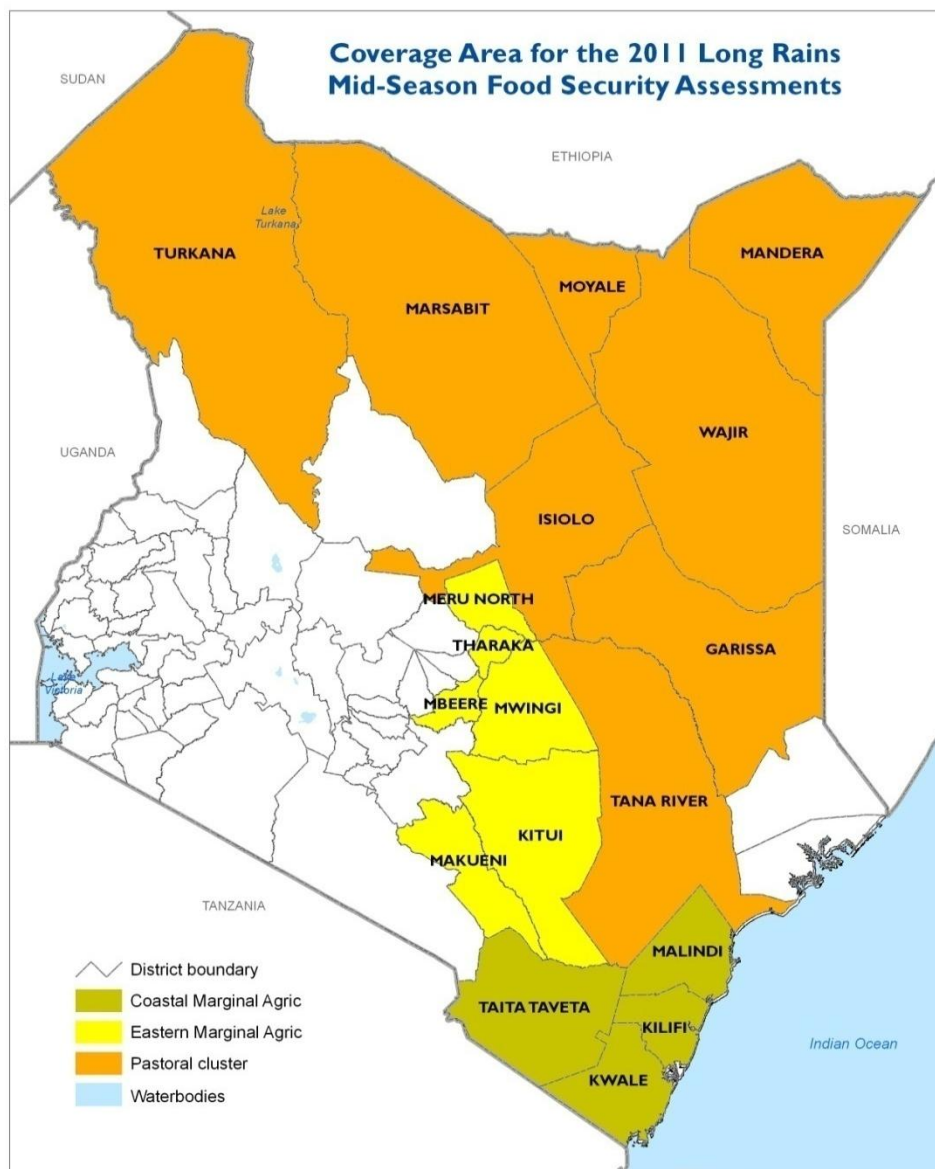 Coverage Area for the 2011 Long Rains
Mid-Season Food Security Assessments
SUDAN
ETHIOPIA
Lake
Turkana
TURKANA
MANDERA
MOYALE
MARSABIT
WAJIR
UGANDA
ISIOLO
SOMALIA
MERU NORTH
THARAKA
GARISSA
Lake
Victoria
MBEERE
MWINGI
TANA RIVER
KITUI
MAKUENI
TANZANIA
MALINDI
District boundary
Coastal Marginal Agric
TAITA TAVETA
KILIFI
Eastern Marginal Agric
Indian Ocean
Pastoral cluster
KWALE
Waterbodies